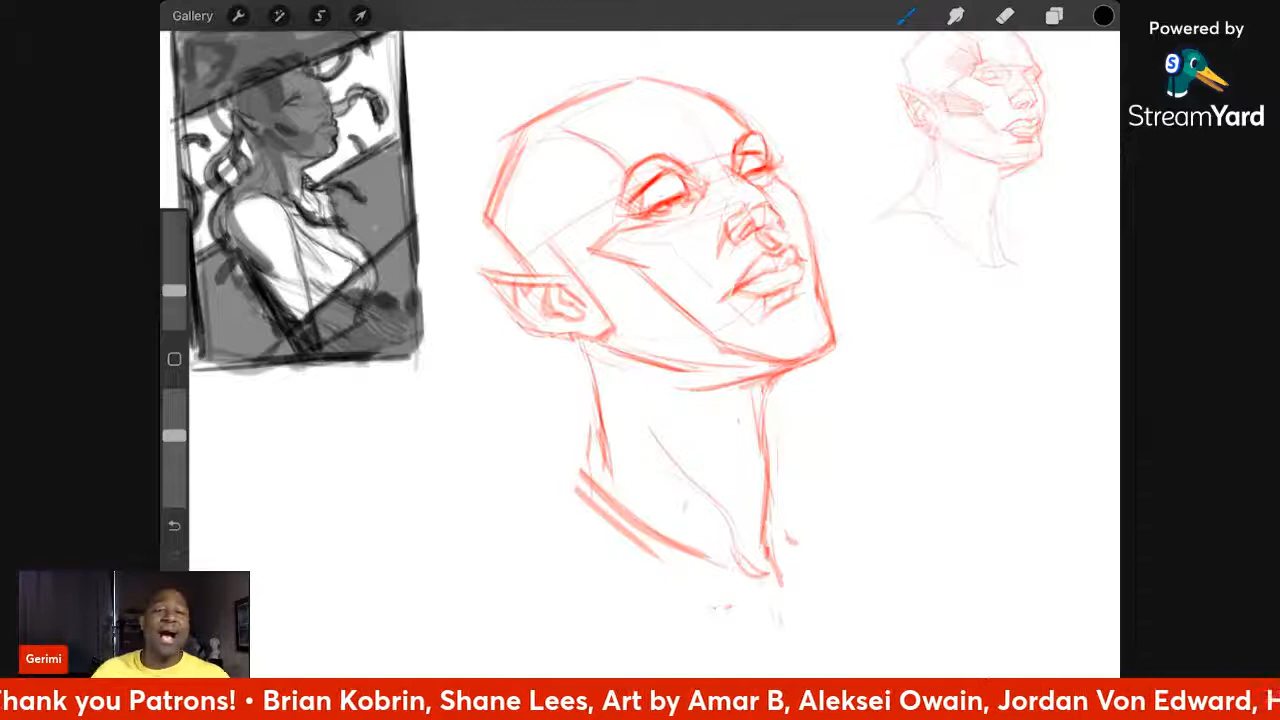 Gallery
Powered by
S
StreamYard
Gerimi
Thank you Patrons! • Brian Kobrin, Shane Lees, Art by Amar B, Aleksei Owain, Jordan Von Edward, H